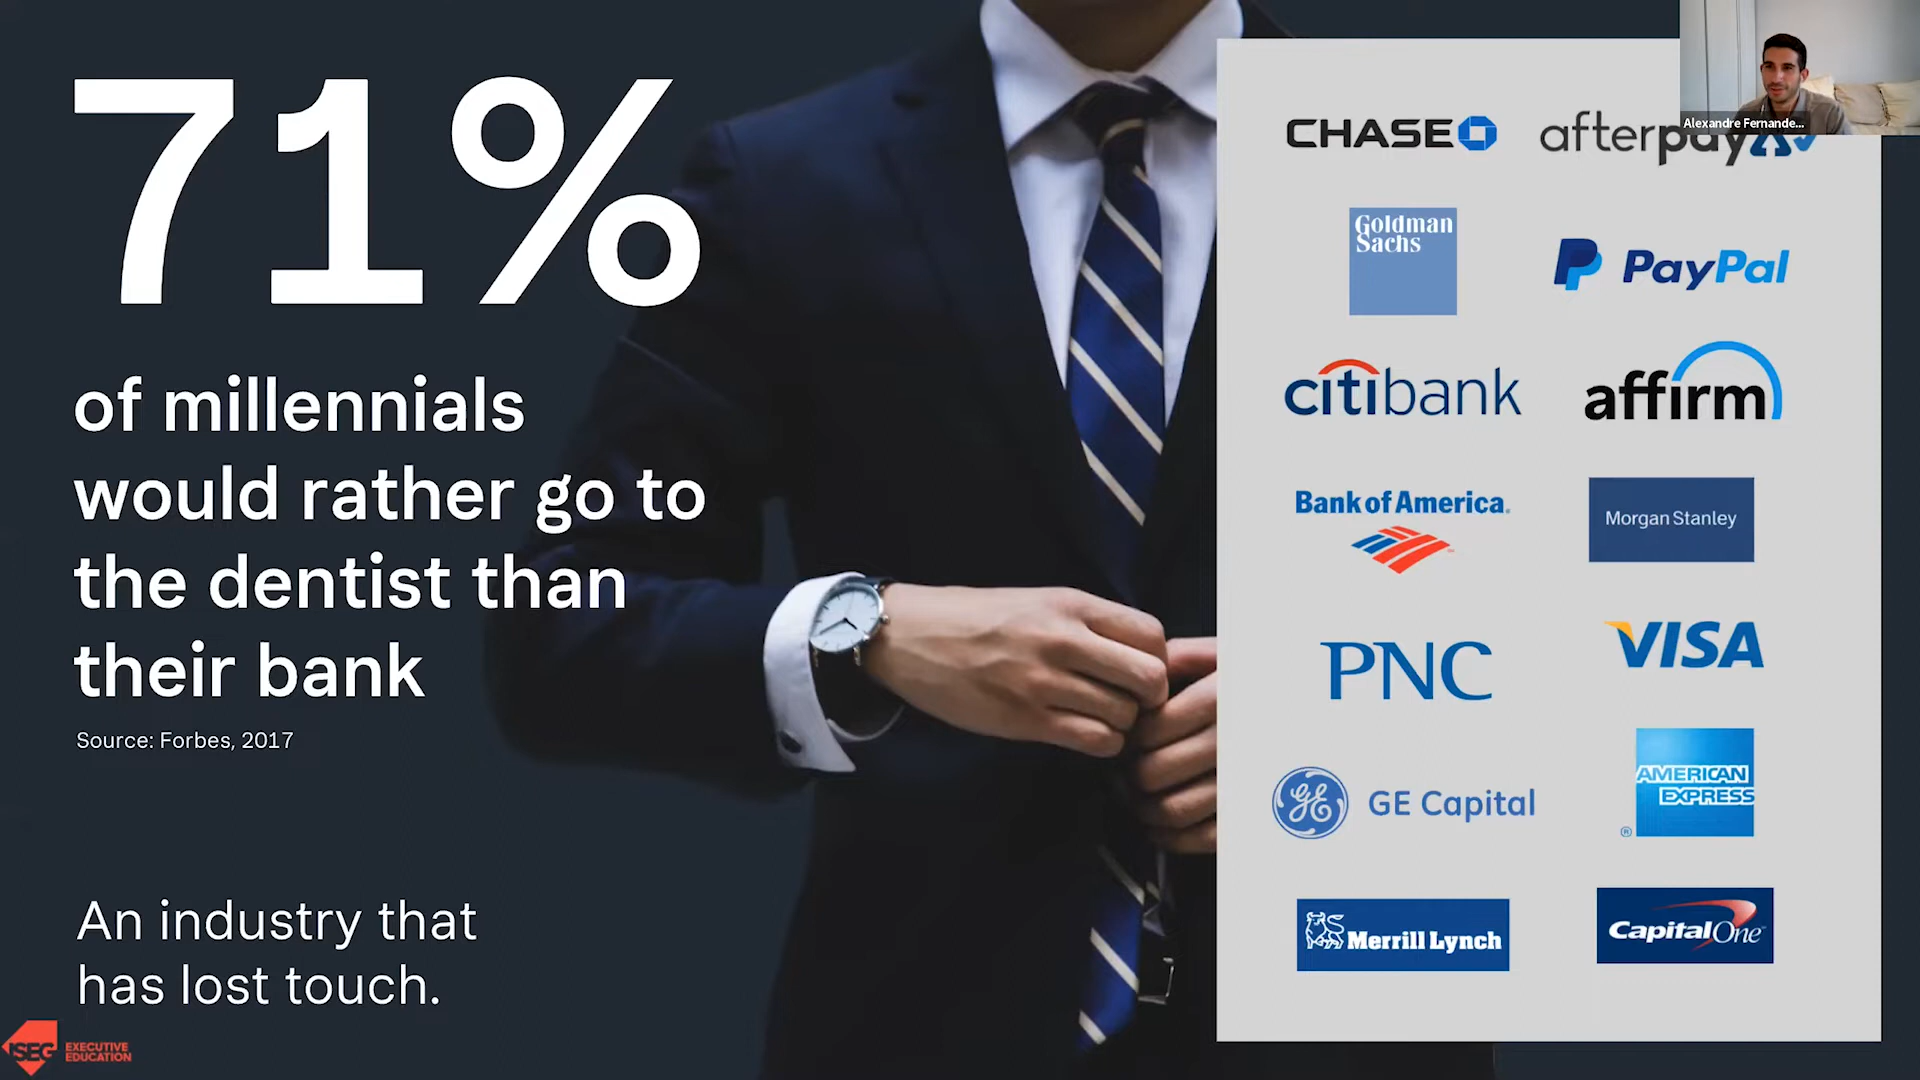 71%
of millennials
would rather go to
the dentist than
their bank
Source: Forbes, 2017
An industry that
has lost touch.
ISEG
EXECUTIVE
EDUCATION
CHASE
afterpay
Alexandre Fernande...
Goldman
Sachs
PayPal
citibank
affirm
Bank of America.
Morgan Stanley
PNC
VISA
GE Capital
AMERICAN
EXPRESS
®
Merrill Lynch
Capital One